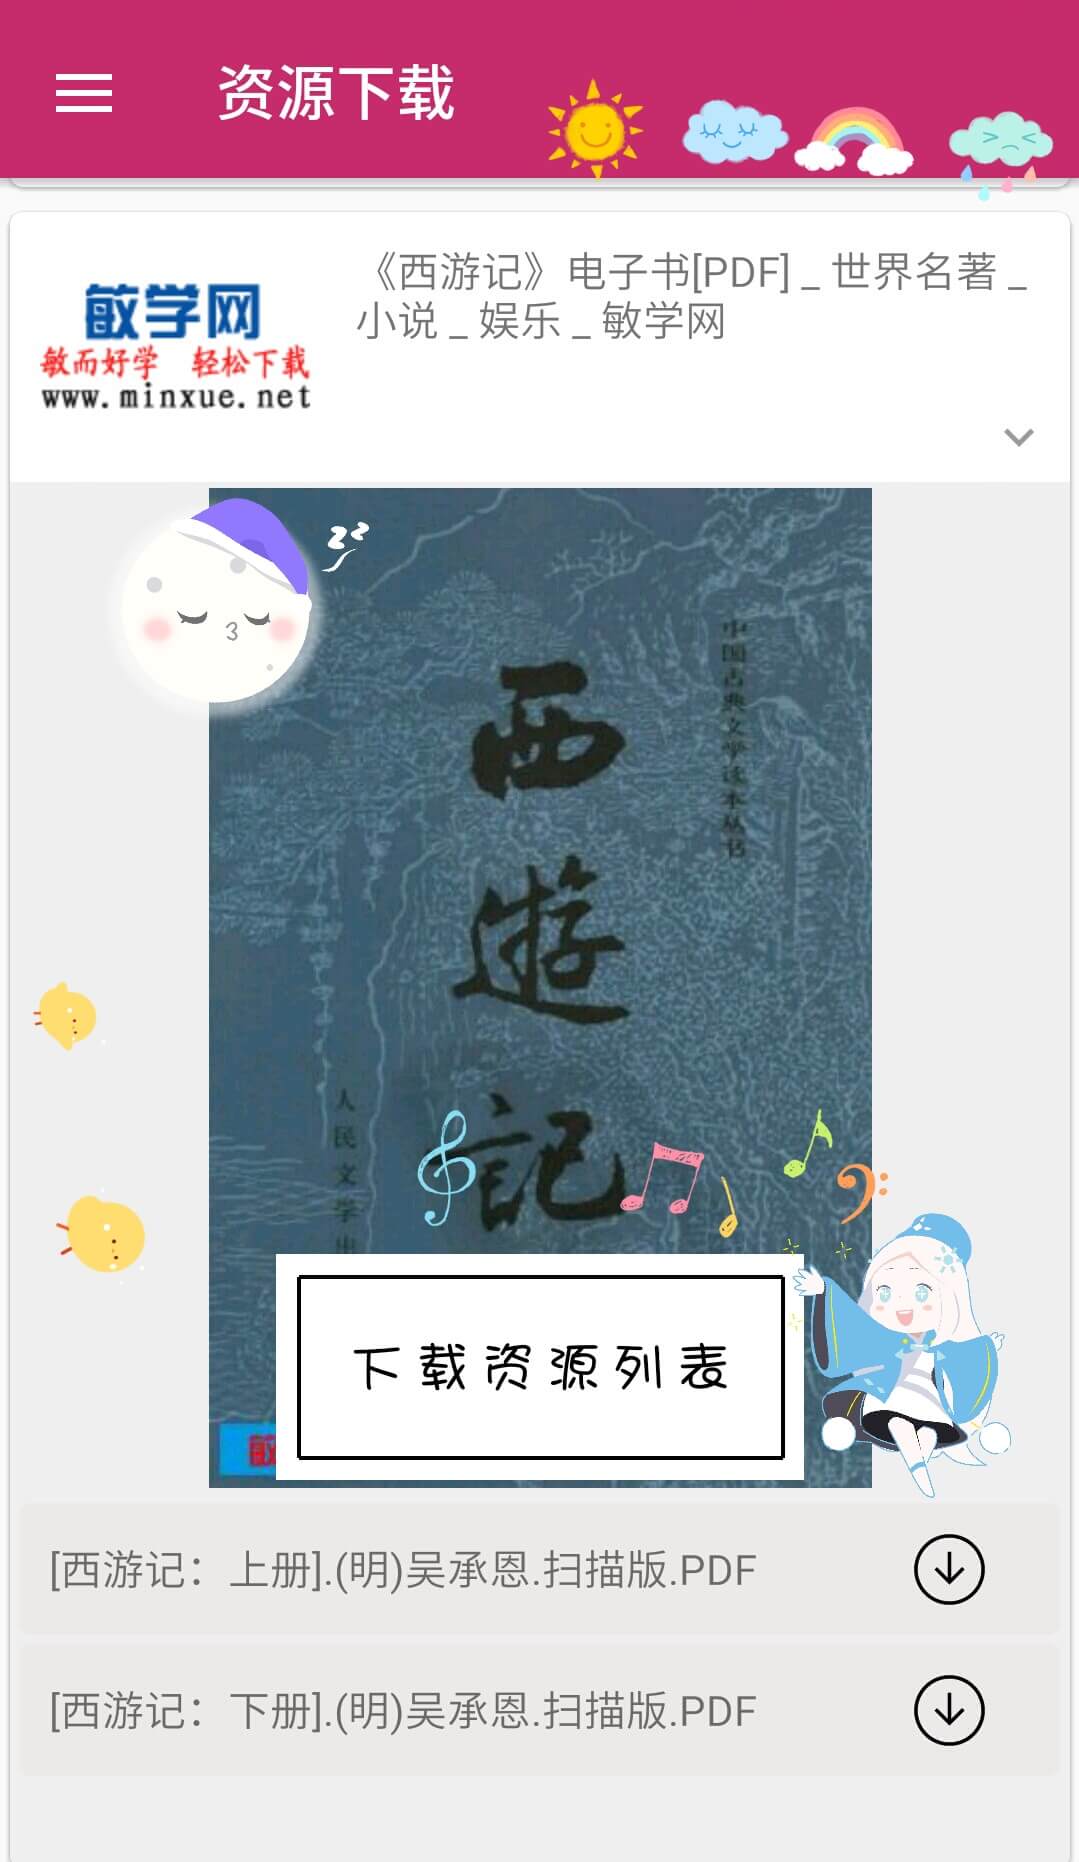 资源下载
敏学网
敏而好学 轻松下载
www.minxue.net
《西游记》电子书[PDF] _ 世界名著 _
小说 _ 娱乐 _ 敏学网
中国古典文学读本丛书
西遊記
人民文学出
下载资源列表
敏
[西游记：上册].(明)吴承恩.扫描版.PDF
[西游记：下册].(明)吴承恩.扫描版.PDF